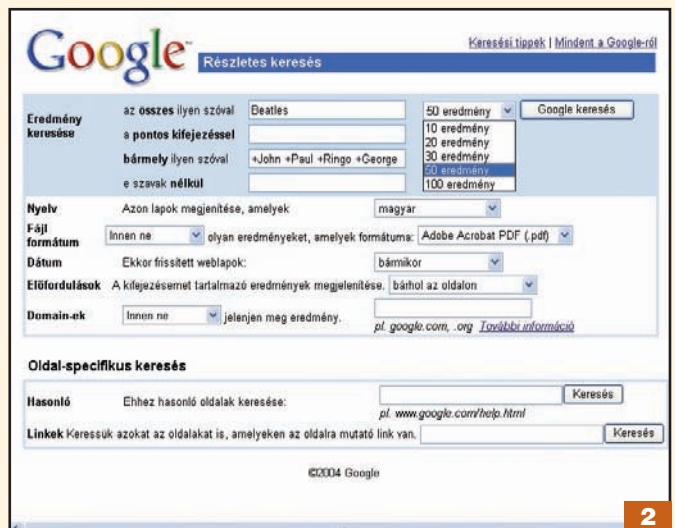 Google™
Keresési tippek | Mindent a Google-ról
Részletes keresés
Eredmény keresése
az összes ilyen szóval
Beatles
50 eredmény
Google keresés
a pontos kifejezéssel
10 eredmény
20 eredmény
30 eredmény
50 eredmény
100 eredmény
bármely ilyen szóval
+John +Paul +Ringo +George
e szavak nélkül
Nyelv
Azon lapok megjenítése, amelyek
magyar
Fájl formátum
Innen ne
olyan eredményeket, amelyek formátuma:
Adobe Acrobat PDF (.pdf)
Dátum
Ekkor frissített weblapok:
bármikor
Előfordulások
A kifejezésemet tartalmazó eredmények megjelenítése.
bárhol az oldalon
Domain-ek
Innen ne
jelenjen meg eredmény.
pl. google.com, .org További információ
Oldal-specifikus keresés
Hasonló
Ehhez hasonló oldalak keresése:
Keresés
pl. www.google.com/help.html
Linkek Keressük azokat az oldalakat is, amelyeken az oldalra mutató link van.
Keresés
©2004 Google
2